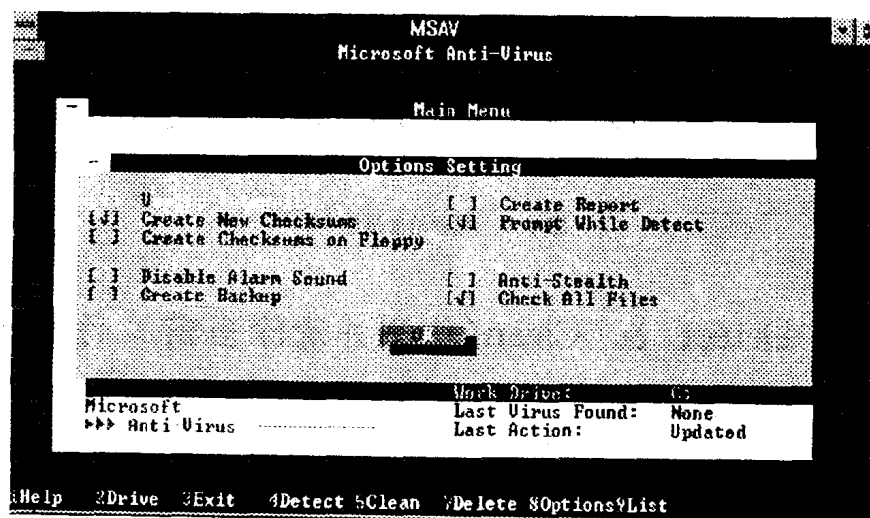 MSAV
Microsoft Anti-Virus
Main Menu
Options Setting
V
[√] Create New Checksums
[ ] Create Checksums on Floppy
[ ] Disable Alarm Sound
[ ] Create Backup
[ ] Create Report
[√] Prompt While Detect
[ ] Anti-Stealth
[√] Check All Files
Work Drive: C:
Last Virus Found: None
Last Action: Updated
Microsoft
►►► Anti-Virus
1Help 2Drive 3Exit 4Detect 5Clean 7Delete 8Options 9List